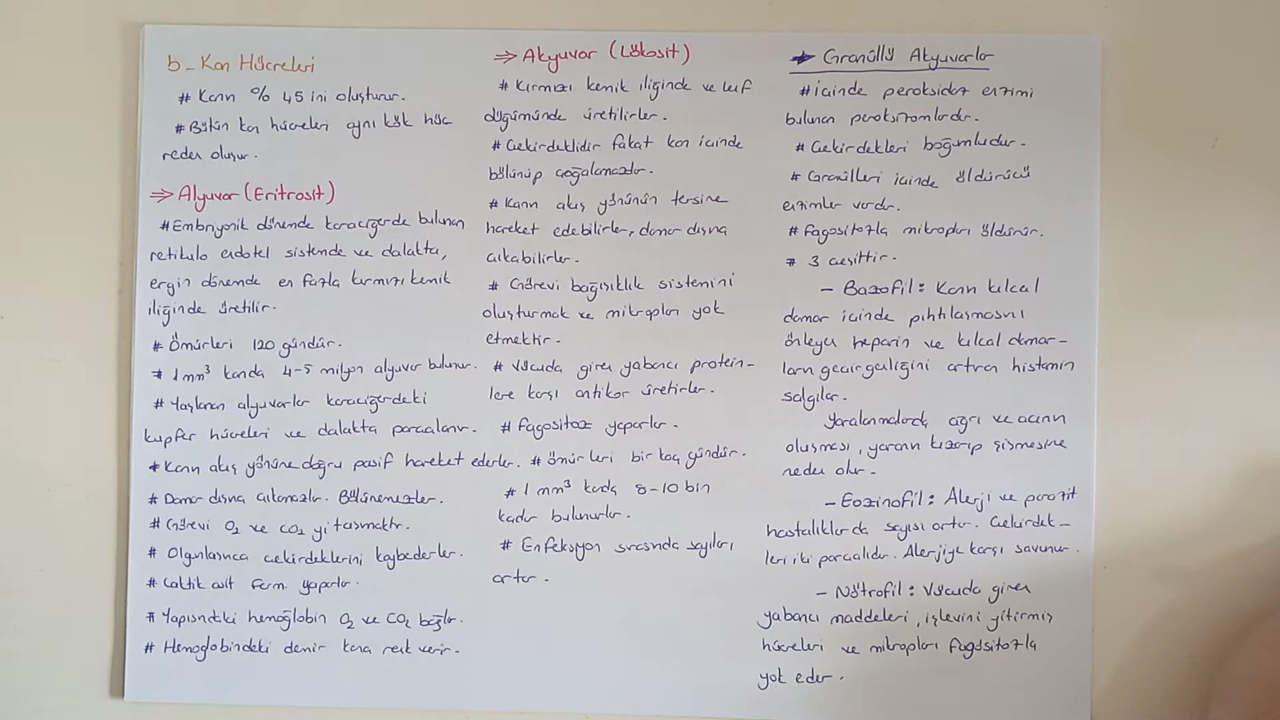 b- Kan Hücreleri
# Kanın % 45 ini oluşturur.
# Bütün kan hücreleri aynı kök hüc
reden oluşur.
⇒ Alyuvar (Eritrosit)
# Embriyonik dönemde karaciğerde bulunan
retikulo endotel sistemde ve dalakta,
ergin dönemde en fazla kırmızı kemik
iliğinde üretilir.
# Ömürleri 120 gündür.
# 1 mm³ kanda 4-5 milyon alyuvar bulunur.
# Yaşlanan alyuvarlar karaciğerdeki
kupfer hücreleri ve dalakta parçalanır.
# Kanın akış yönüne doğru pasif hareket ederler.
# Damar dışına çıkamazlar. Bölünemezler.
# Görevi O₂ ve CO₂ yi taşımaktır.
# Olgunlaşınca çekirdeklerini kaybederler.
# Laktik asit ferm. yaparlar.
# Yapısındaki hemoğlobin O₂ ve CO₂ bağlar.
# Hemoglobindeki demir kana renk verir.
⇒ Akyuvar (Lökosit)
# Kırmızı kemik iliğinde ve lenf
düğümünde üretilirler.
# Çekirdeklidir fakat kan içinde
bölünüp çoğalamazlar.
# Kanın akış yönünün tersine
hareket edebilirler, damar dışına
çıkabilirler.
# Görevi bağışıklık sistemini
oluşturmak ve mikropları yok
etmektir.
# Vücuda giren yabancı protein-
lere karşı antikor üretirler.
# Fagositoz yaparlar.
# Ömürleri bir kaç gündür.
# 1 mm³ kanda 8-10 bin
kadar bulunurlar.
# Enfeksiyon sırasında sayıları
artar.
→ Granüllü Akyuvarlar
# İçinde peroksidaz enzimi
bulunan peroksizomlardır.
# Çekirdekleri boğumludur.
# Granülleri içinde öldürücü
enzimler vardır.
# Fagositozla mikropları öldürür.
# 3 çeşittir.
- Bazofil: Kanın kılcal
damar içinde pıhtılaşmasını
önleyen heparin ve kılcal damar-
ların geçirgenliğini artıran histamin
salgılar.
Yaralanmalarda ağrı ve acının
oluşması, yaranın kızarıp şişmesine
neden olur.
- Eozinofil: Alerji ve parazit
hastalıklarda sayısı artar. Çekirdek-
leri iki parçalıdır. Alerjiye karşı savunur.
- Nötrofil: Vücuda giren
yabancı maddeleri, işlevini yitirmiş
hücreleri ve mikropları fagositozla
yok eder.